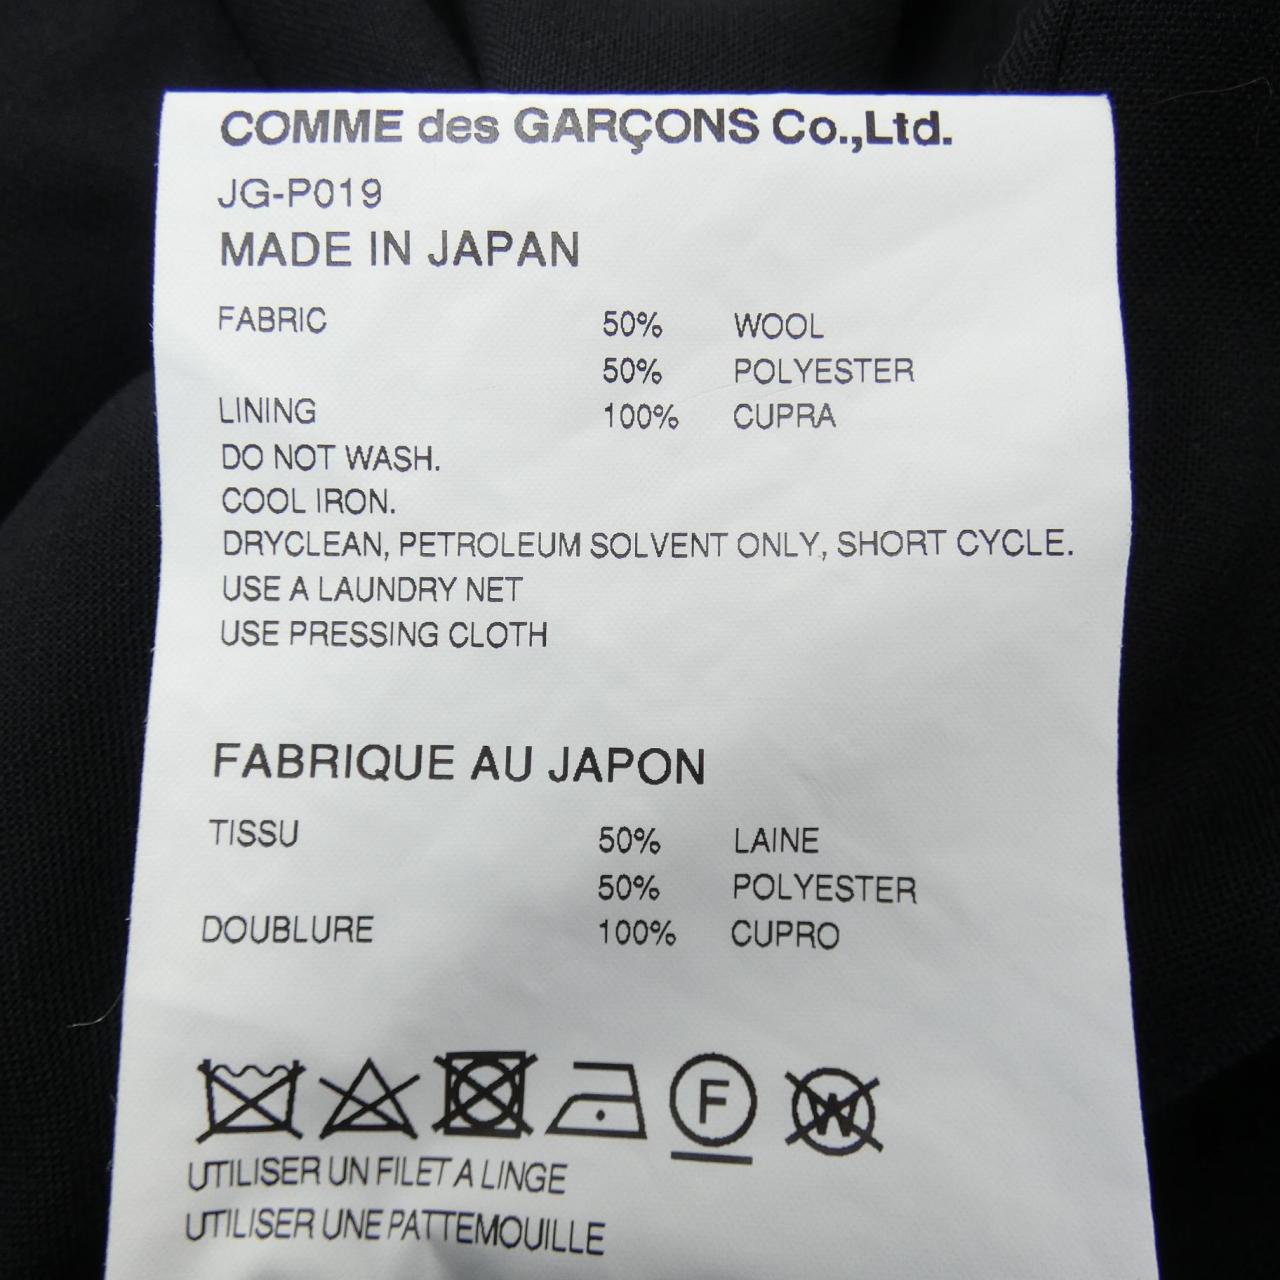 COMME des GARÇONS Co.,Ltd.
JG-P019
MADE IN JAPAN
FABRIC 50% WOOL
50% POLYESTER
LINING 100% CUPRA
DO NOT WASH.
COOL IRON.
DRYCLEAN, PETROLEUM SOLVENT ONLY, SHORT CYCLE.
USE A LAUNDRY NET
USE PRESSING CLOTH
FABRIQUE AU JAPON
TISSU 50% LAINE
50% POLYESTER
DOUBLURE 100% CUPRO
F W
UTILISER UN FILET A LINGE
UTILISER UNE PATTEMOUILLE